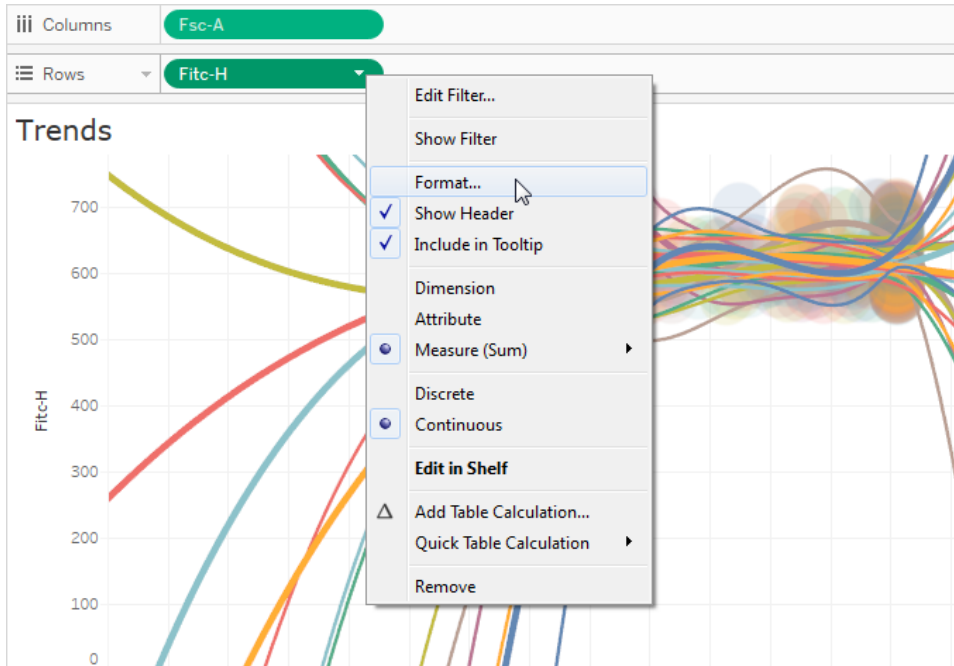 Columns
Fsc-A
Rows
Fitc-H
Trends
Edit Filter...
Show Filter
Format...
Show Header
Include in Tooltip
Dimension
Attribute
Measure (Sum)
Discrete
Continuous
Edit in Shelf
Add Table Calculation...
Quick Table Calculation
Remove
Fitc-H
700
600
500
400
300
200
100
0